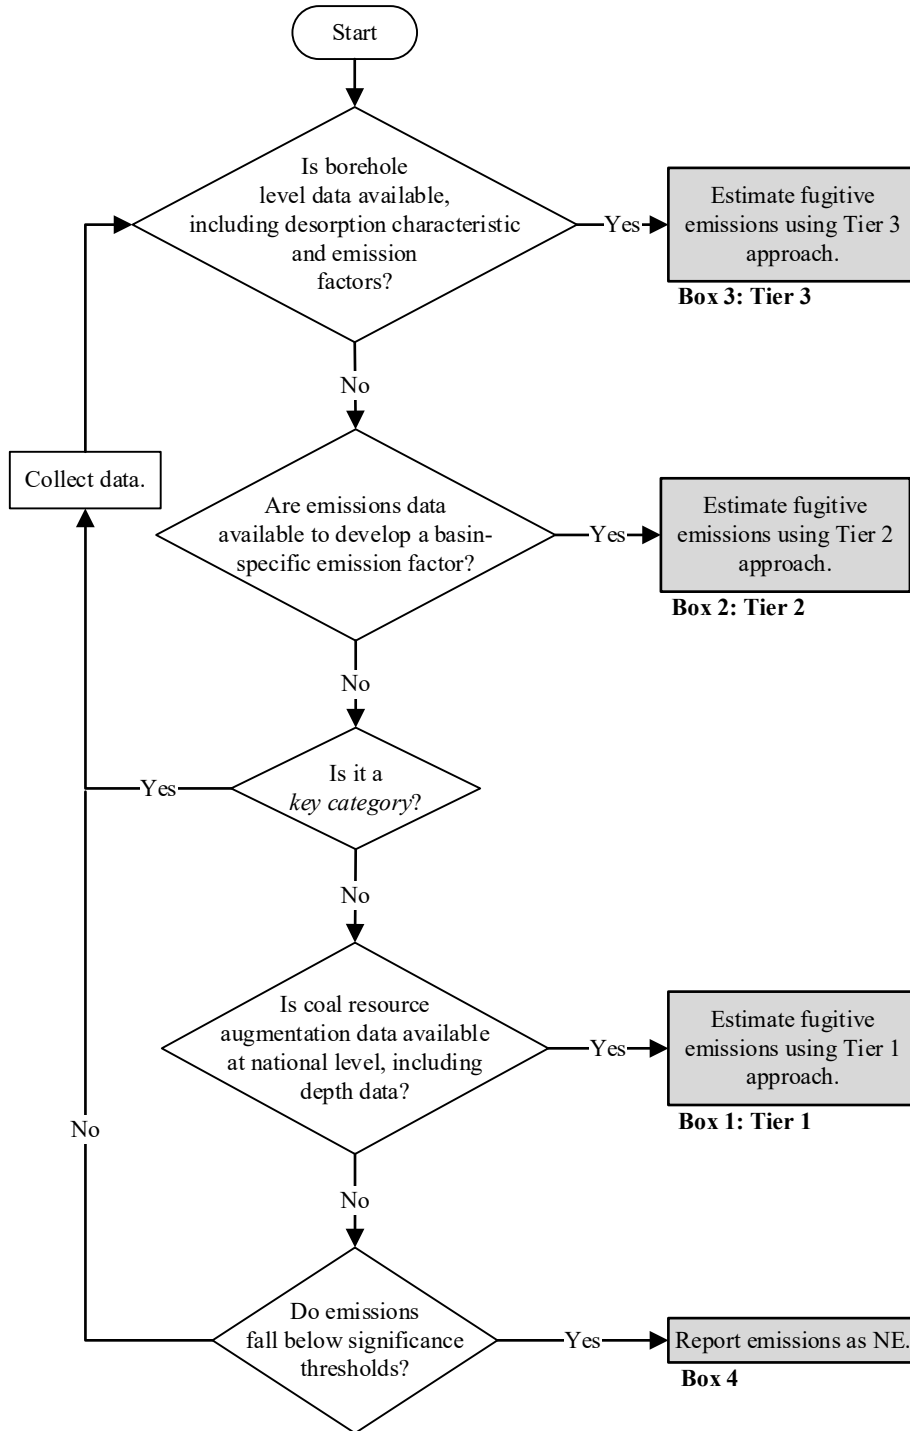 Start
Is borehole
level data available,
including desorption characteristic
and emission
factors?
Yes
Estimate fugitive
emissions using Tier 3
approach.
Box 3: Tier 3
No
Collect data.
Are emissions data
available to develop a basin-
specific emission factor?
Yes
Estimate fugitive
emissions using Tier 2
approach.
Box 2: Tier 2
No
Is it a
key category?
Yes
No
Is coal resource
augmentation data available
at national level, including
depth data?
Yes
Estimate fugitive
emissions using Tier 1
approach.
Box 1: Tier 1
No
No
Do emissions
fall below significance
thresholds?
Yes
Report emissions as NE.
Box 4